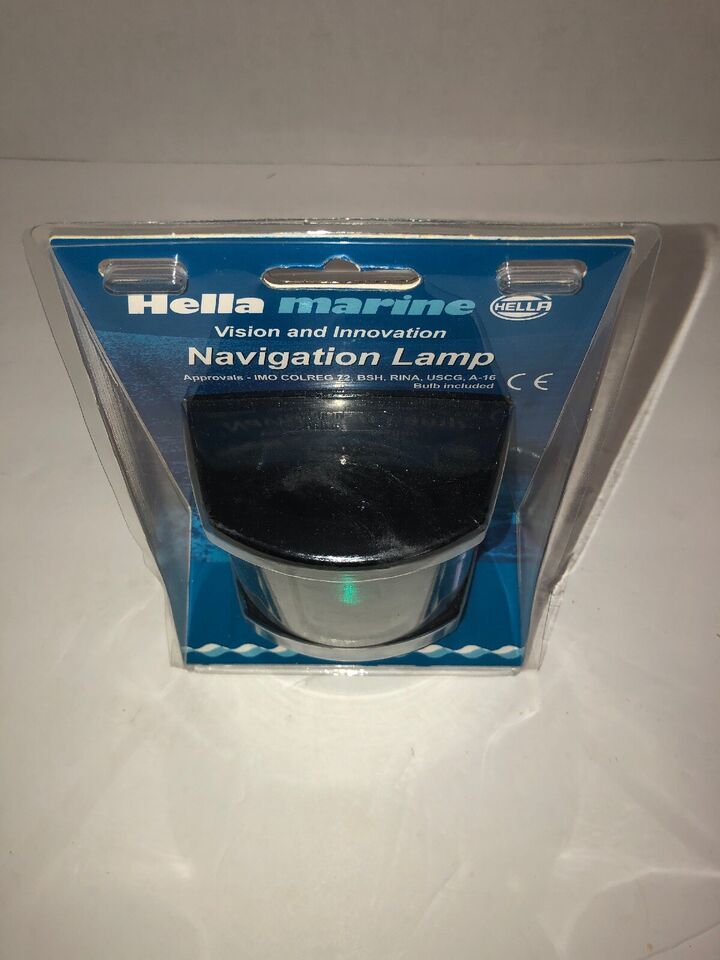 Hella marine
HELLA
Vision and Innovation
Navigation Lamp
Approvals - IMO COLREG 72, BSH, RINA, USCG, A-16
Bulb included
CE